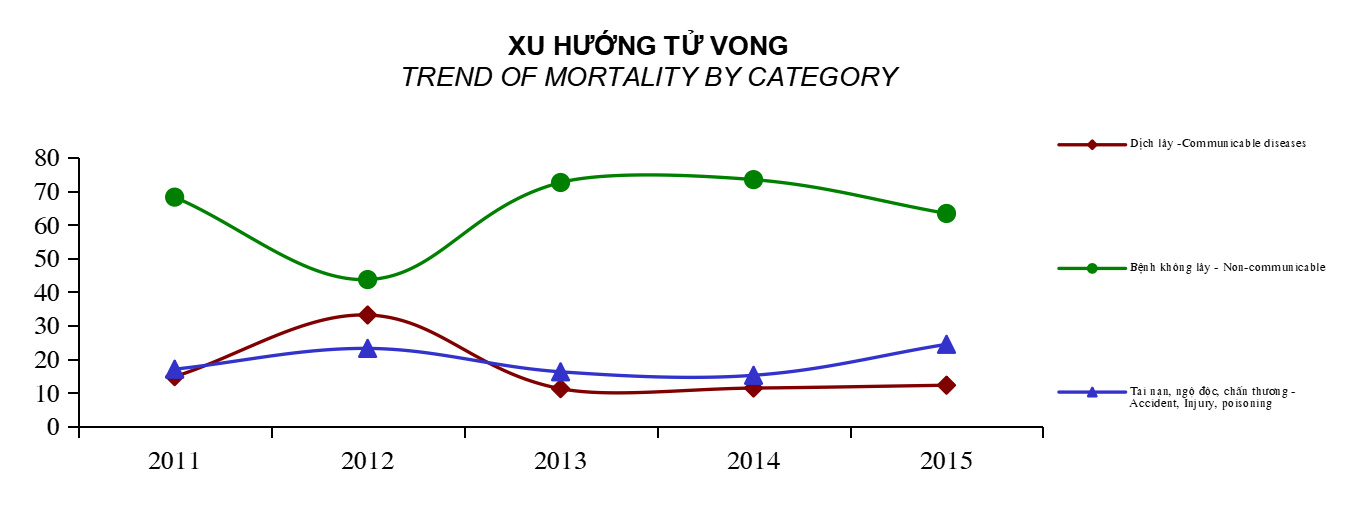 XU HƯỚNG TỬ VONG
TREND OF MORTALITY BY CATEGORY
80
70
60
50
40
30
20
10
0
2011 2012 2013 2014 2015
Dịch lây -Communicable diseases
Bệnh không lây - Non-communicable
Tai nạn, ngộ độc, chấn thương -
Accident, Injury, poisoning